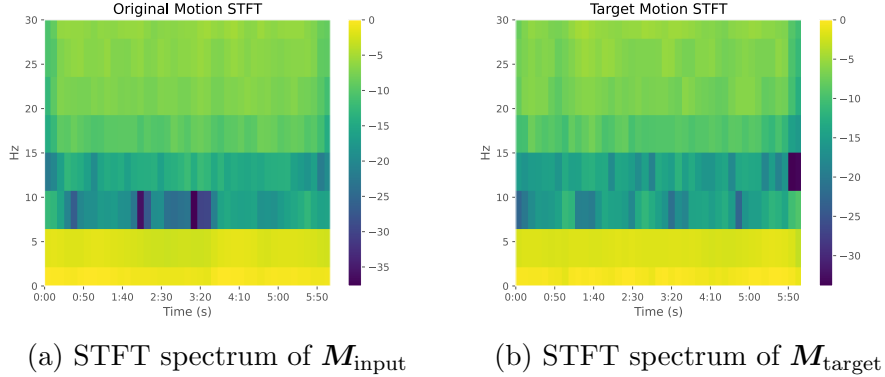 Original Motion STFT
30
25
20
15
10
5
0
Hz
0:00 0:50 1:40 2:30 3:20 4:10 5:00 5:50
Time (s)
0
−5
−10
−15
−20
−25
−30
−35
Target Motion STFT
30
25
20
15
10
5
0
Hz
0:00 0:50 1:40 2:30 3:20 4:10 5:00 5:50
Time (s)
0
−5
−10
−15
−20
−25
−30
(a) STFT spectrum of M_input
(b) STFT spectrum of M_target